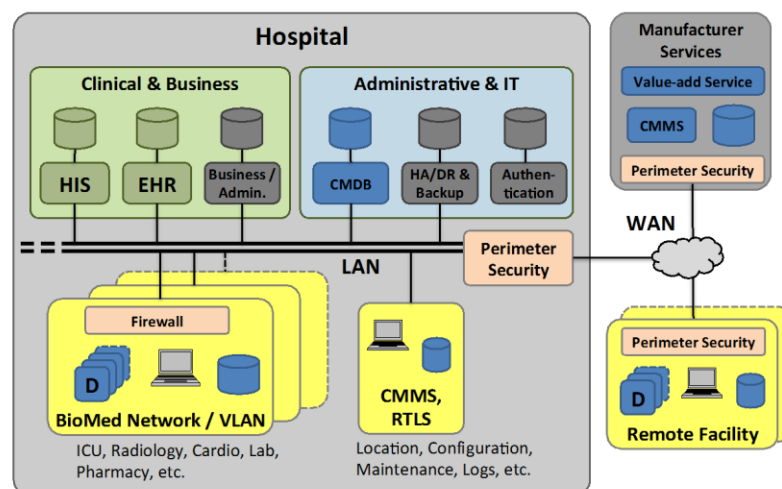 Hospital
Clinical & Business
HIS
EHR
Business /
Admin.
Administrative & IT
CMDB
HA/DR &
Backup
Authen-
tication
Manufacturer
Services
Value-add Service
CMMS
Perimeter Security
WAN
LAN
Perimeter
Security
Firewall
D
BioMed Network / VLAN
ICU, Radiology, Cardio, Lab,
Pharmacy, etc.
CMMS,
RTLS
Location, Configuration,
Maintenance, Logs, etc.
Perimeter Security
D
Remote Facility